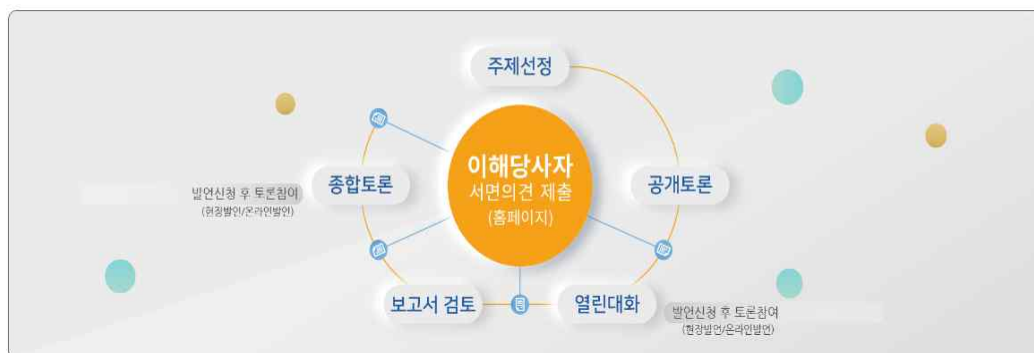 주제선정
이해당사자
서면의견 제출
(홈페이지)
종합토론
발언신청 후 토론참여
(현장발언/온라인발언)
공개토론
보고서 검토
열린대화
발언신청 후 토론참여
(현장발언/온라인발언)